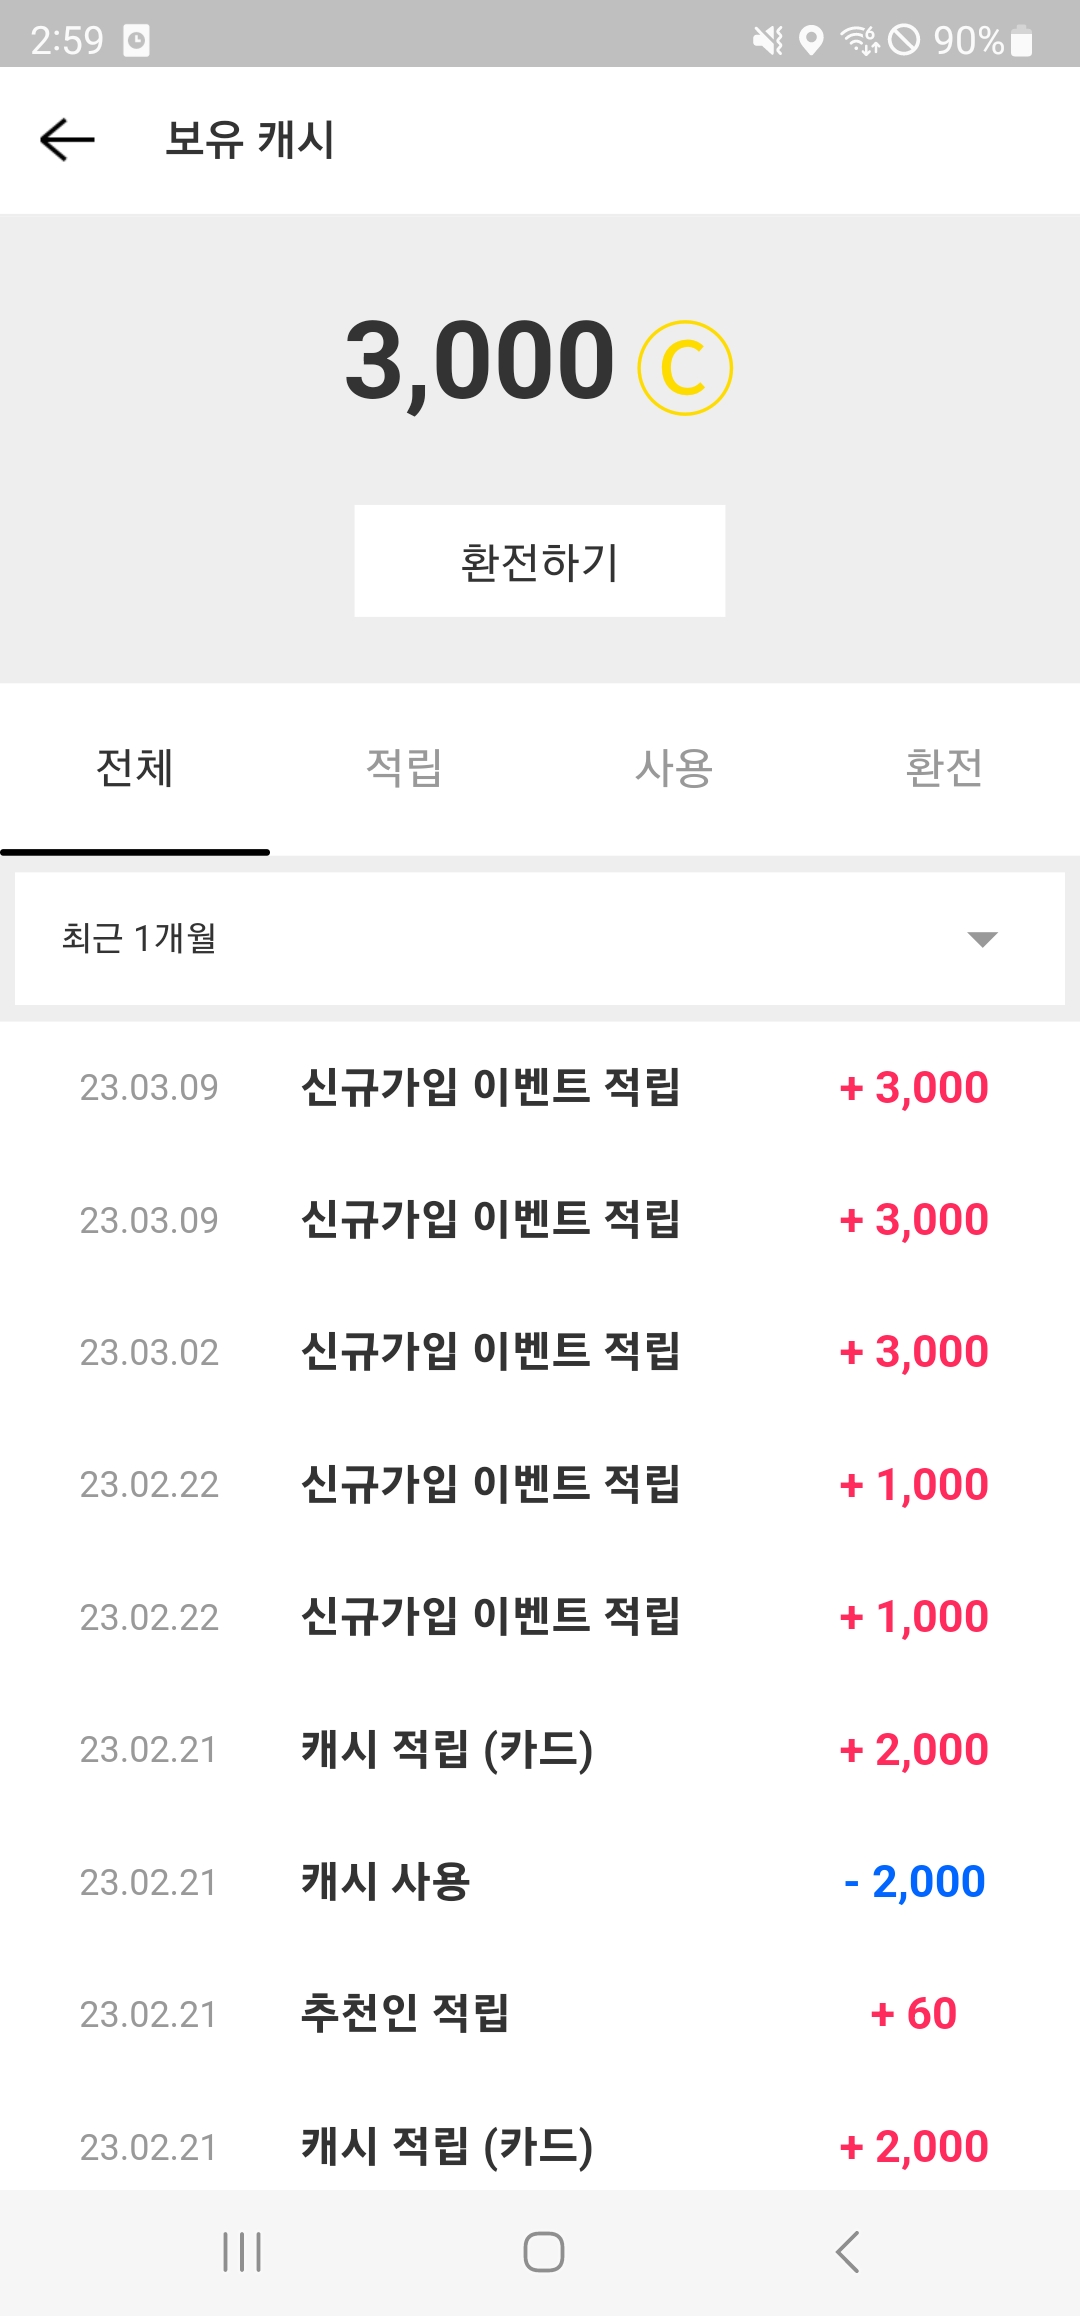 2:59 90%
보유 캐시
3,000 C
환전하기
전체 적립 사용 환전
최근 1개월
23.03.09 신규가입 이벤트 적립 + 3,000
23.03.09 신규가입 이벤트 적립 + 3,000
23.03.02 신규가입 이벤트 적립 + 3,000
23.02.22 신규가입 이벤트 적립 + 1,000
23.02.22 신규가입 이벤트 적립 + 1,000
23.02.21 캐시 적립 (카드) + 2,000
23.02.21 캐시 사용 - 2,000
23.02.21 추천인 적립 + 60
23.02.21 캐시 적립 (카드) + 2,000